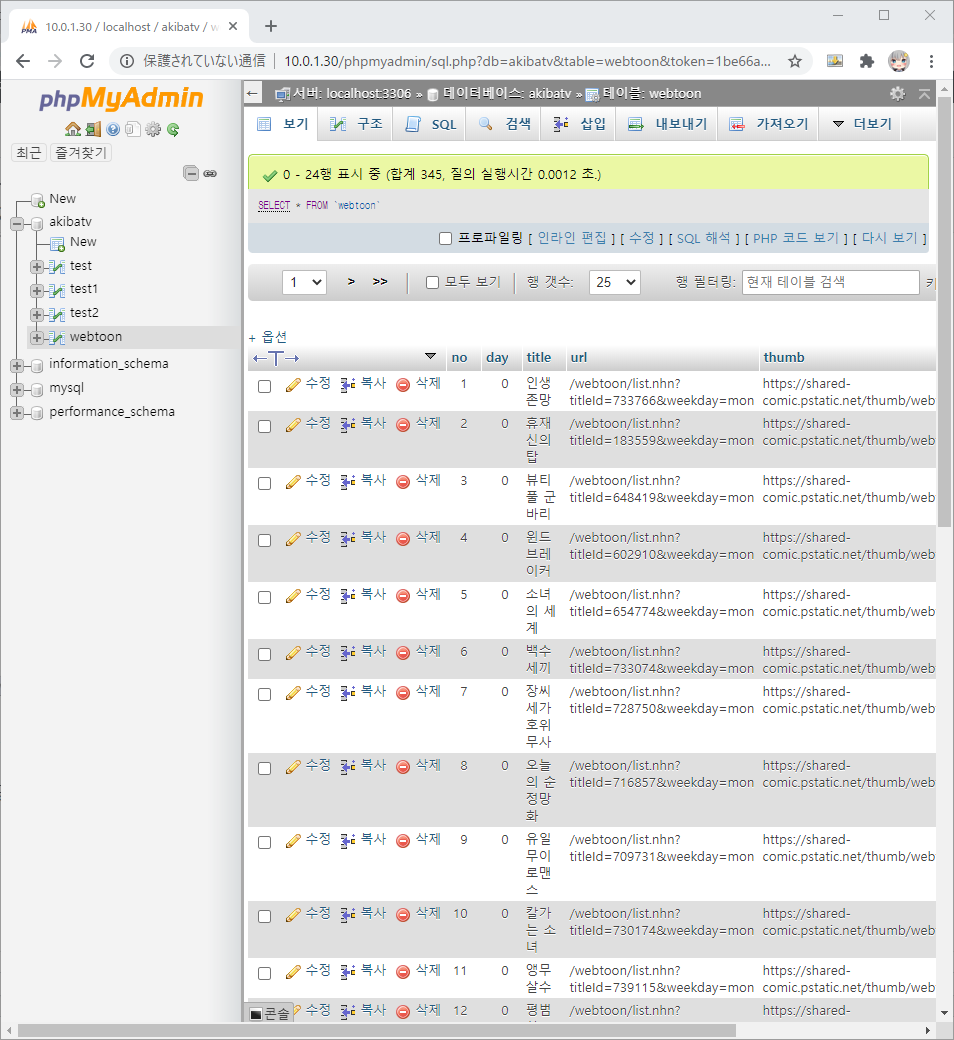 10.0.1.30 / localhost / akibatv / w
保護されていない通信 | 10.0.1.30/phpmyadmin/sql.php?db=akibatv&table=webtoon&token=1be66a...
phpMyAdmin
최근 즐겨찾기
New
akibatv
New
test
test1
test2
webtoon
information_schema
mysql
performance_schema
서버: localhost:3306 » 데이터베이스: akibatv » 테이블: webtoon
보기 구조 SQL 검색 삽입 내보내기 가져오기 더보기
0 - 24행 표시 중 (합계 345, 질의 실행시간 0.0012 초.)
SELECT * FROM `webtoon`
프로파일링 [ 인라인 편집 ] [ 수정 ] [ SQL 해석 ] [ PHP 코드 보기 ] [ 다시 보기 ]
1 > >> | 모두 보기 | 행 갯수: 25 행 필터링: 현재 테이블 검색 키
+ 옵션
←T→ no day title url thumb
수정 복사 삭제 1 0 인생 /webtoon/list.nhn? https://shared-
존망 titleId=733766&weekday=mon comic.pstatic.net/thumb/web
수정 복사 삭제 2 0 휴재 /webtoon/list.nhn? https://shared-
신의 titleId=183559&weekday=mon comic.pstatic.net/thumb/web
탑
수정 복사 삭제 3 0 뷰티 /webtoon/list.nhn? https://shared-
풀 군 titleId=648419&weekday=mon comic.pstatic.net/thumb/web
바리
수정 복사 삭제 4 0 윈드 /webtoon/list.nhn? https://shared-
브레 titleId=602910&weekday=mon comic.pstatic.net/thumb/web
이커
수정 복사 삭제 5 0 소녀 /webtoon/list.nhn? https://shared-
의 세 titleId=654774&weekday=mon comic.pstatic.net/thumb/web
계
수정 복사 삭제 6 0 백수 /webtoon/list.nhn? https://shared-
세끼 titleId=733074&weekday=mon comic.pstatic.net/thumb/web
수정 복사 삭제 7 0 장씨 /webtoon/list.nhn? https://shared-
세가 titleId=728750&weekday=mon comic.pstatic.net/thumb/web
호위
무사
수정 복사 삭제 8 0 오늘 /webtoon/list.nhn? https://shared-
의 순 titleId=716857&weekday=mon comic.pstatic.net/thumb/web
정망
화
수정 복사 삭제 9 0 유일 /webtoon/list.nhn? https://shared-
무이 titleId=709731&weekday=mon comic.pstatic.net/thumb/web
로맨
스
수정 복사 삭제 10 0 칼가 /webtoon/list.nhn? https://shared-
는 소 titleId=730174&weekday=mon comic.pstatic.net/thumb/web
녀
수정 복사 삭제 11 0 앵무 /webtoon/list.nhn? https://shared-
살수 titleId=739115&weekday=mon comic.pstatic.net/thumb/web
콘솔 수정 복사 삭제 12 0 평범 /webtoon/list.nhn? https://shared-